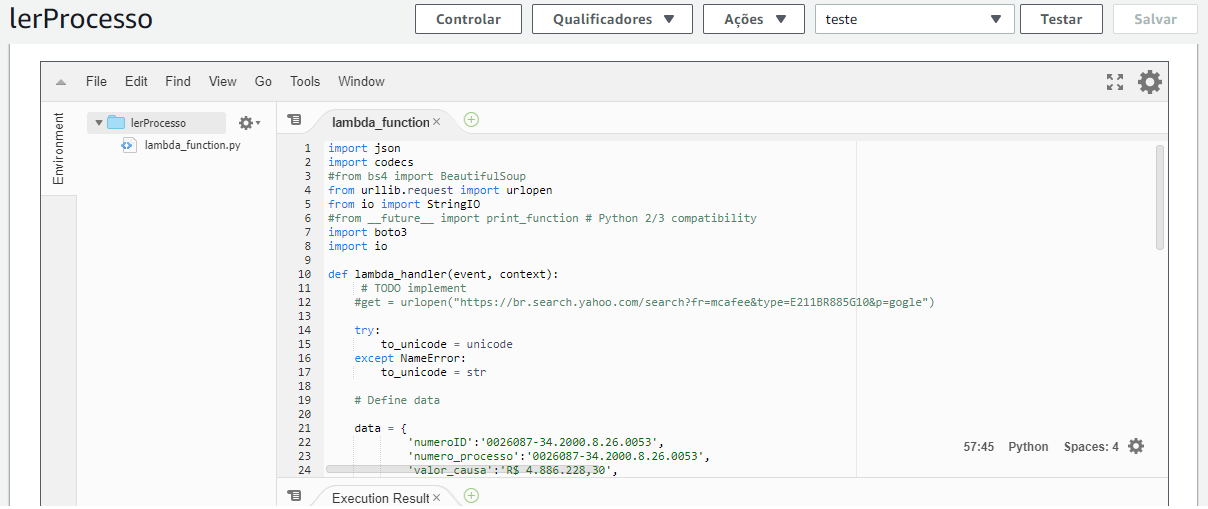 lerProcesso Controlar Qualificadores Ações teste Testar Salvar
File Edit Find View Go Tools Window
Environment
lerProcesso
lambda_function.py
lambda_function
1 import json
2 import codecs
3 #from bs4 import BeautifulSoup
4 from urllib.request import urlopen
5 from io import StringIO
6 #from __future__ import print_function # Python 2/3 compatibility
7 import boto3
8 import io
9
10 def lambda_handler(event, context):
11 # TODO implement
12 #get = urlopen("https://br.search.yahoo.com/search?fr=mcafee&type=E211BR885G10&p=gogle")
13
14 try:
15 to_unicode = unicode
16 except NameError:
17 to_unicode = str
18
19 # Define data
20
21 data = {
22 'numeroID':'0026087-34.2000.8.26.0053',
23 'numero_processo':'0026087-34.2000.8.26.0053',
24 'valor_causa':'R$ 4.886.228,30',
57:45 Python Spaces: 4
Execution Result